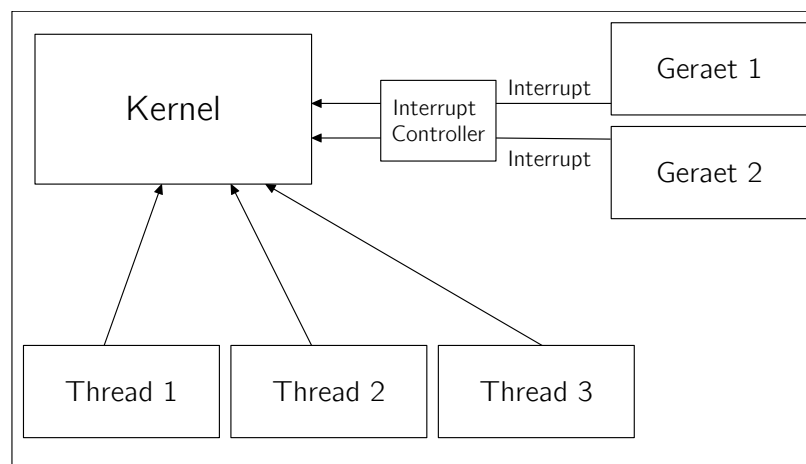 Kernel
Interrupt
Controller
Interrupt
Interrupt
Geraet 1
Geraet 2
Thread 1
Thread 2
Thread 3